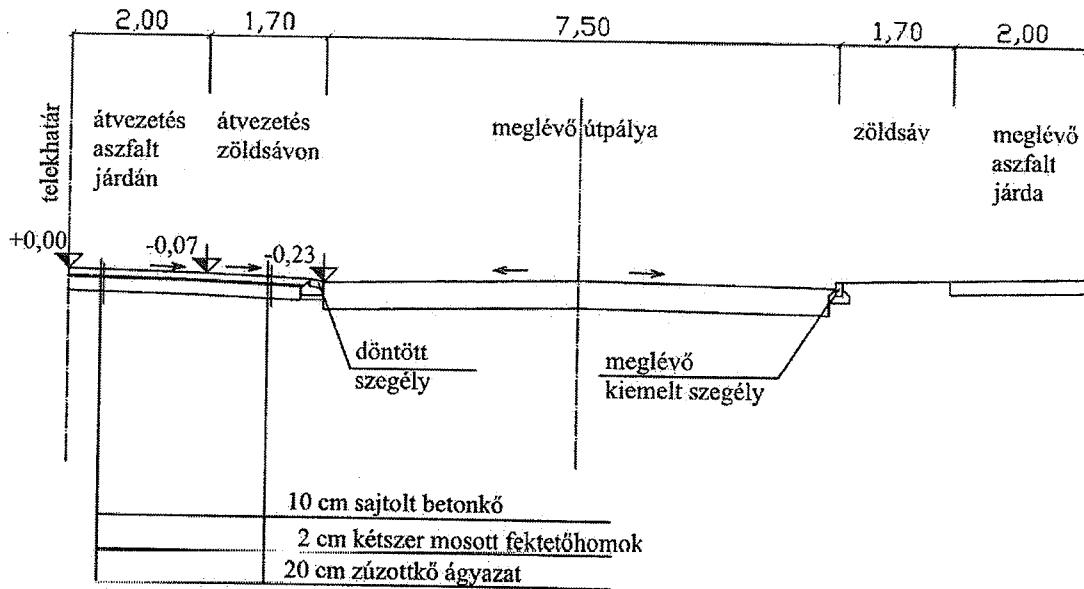 2,00 1,70 7,50 1,70 2,00
telekhatár
átvezetés
aszfalt
járdán
átvezetés
zöldsávon
meglévő útpálya
zöldsáv
meglévő
aszfalt
járda
+0,00
-0,07
-0,23
döntött
szegély
meglévő
kiemelt szegély
10 cm sajtolt betonkő
2 cm kétszer mosott fektetőhomok
20 cm zúzottkő ágyazat